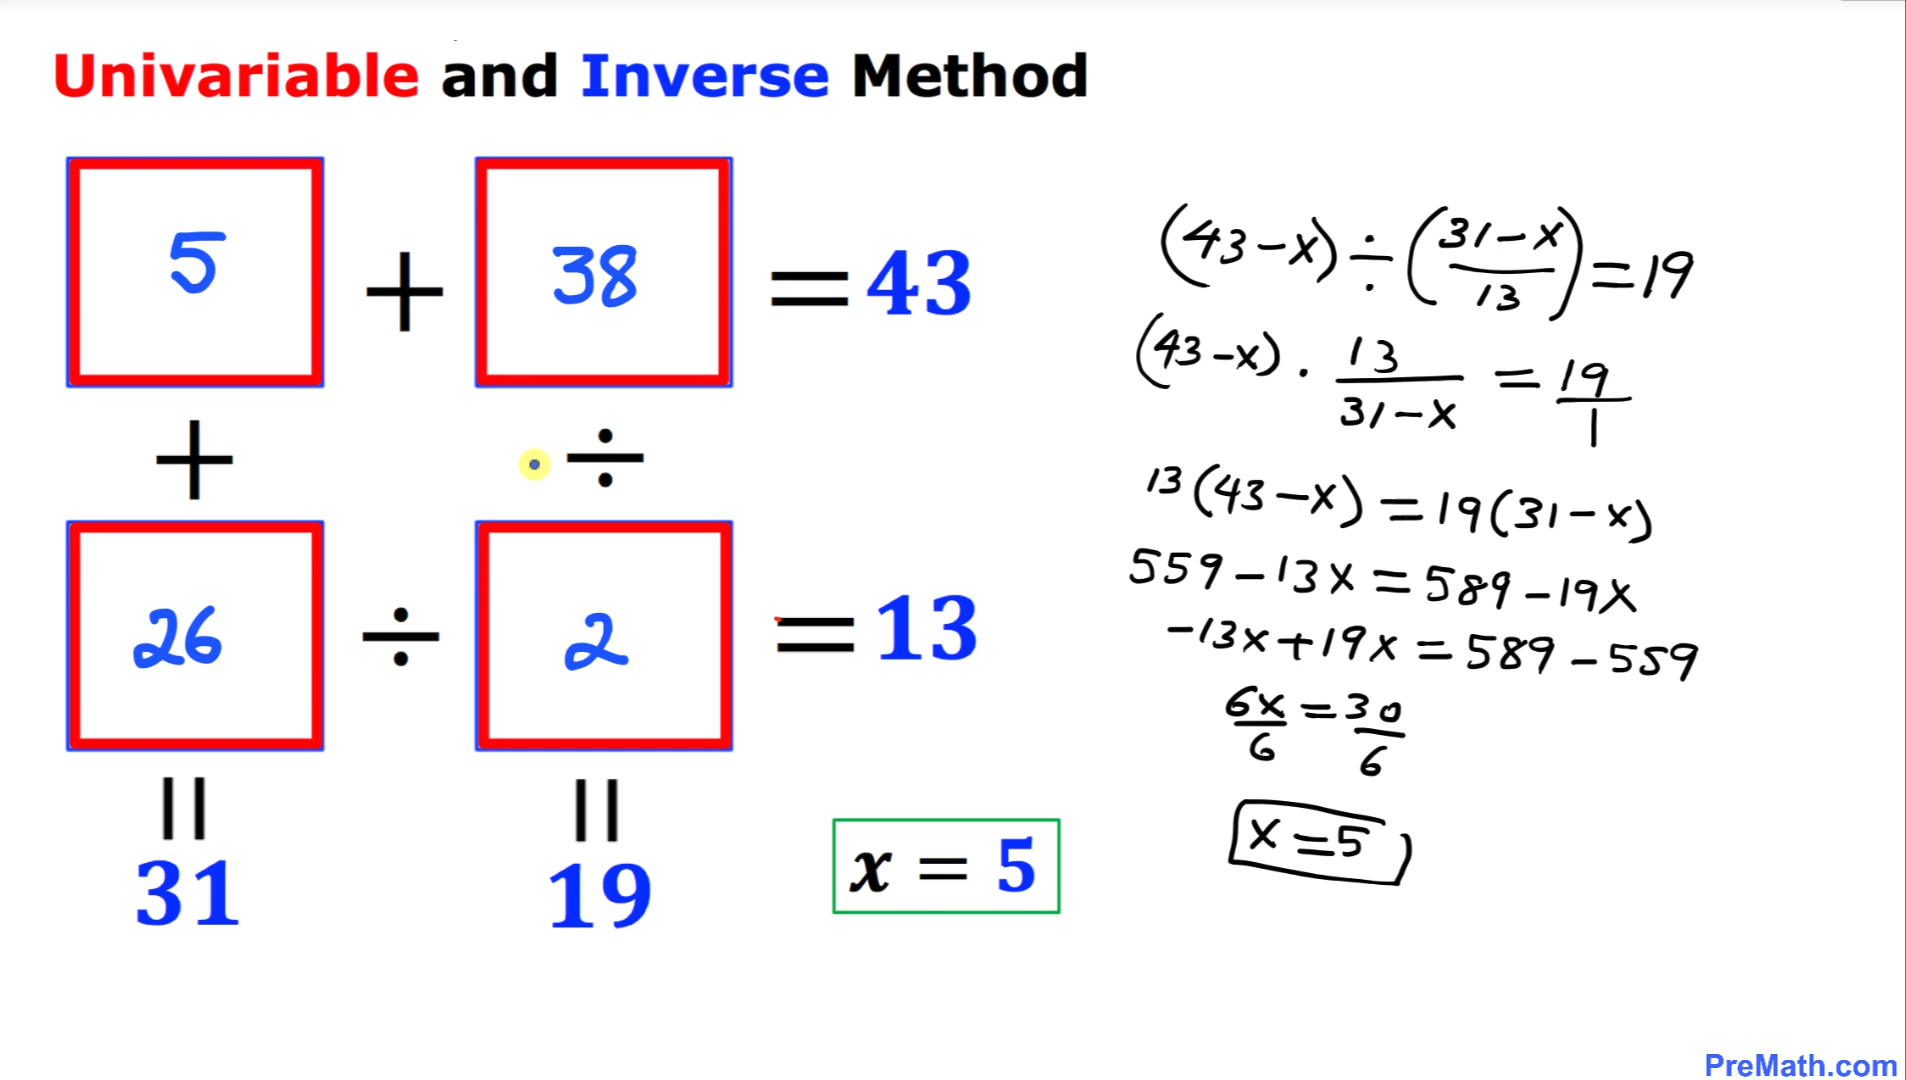 Univariable and Inverse Method
5 + 38 = 43
+ ÷
26 ÷ 2 = 13
= =
31 19
x = 5
(43-x) ÷ (31-x/13) = 19
(43-x) · 13/31-x = 19/1
13(43-x) = 19(31-x)
559-13x = 589-19x
-13x+19x = 589-559
6x/6 = 30/6
x = 5
PreMath.com